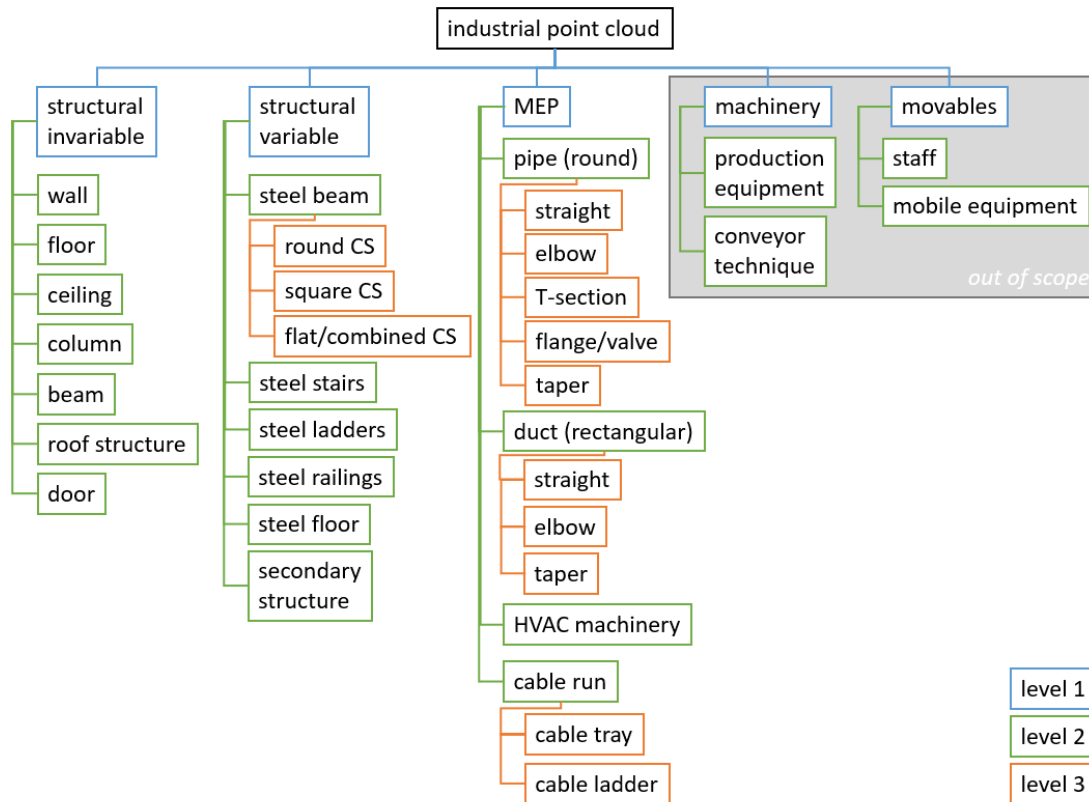 industrial point cloud
structural
invariable
wall
floor
ceiling
column
beam
roof structure
door
structural
variable
steel beam
round CS
square CS
flat/combined CS
steel stairs
steel ladders
steel railings
steel floor
secondary
structure
MEP
pipe (round)
straight
elbow
T-section
flange/valve
taper
duct (rectangular)
straight
elbow
taper
HVAC machinery
cable run
cable tray
cable ladder
machinery
production
equipment
conveyor
technique
movables
staff
mobile equipment
out of scope
level 1
level 2
level 3